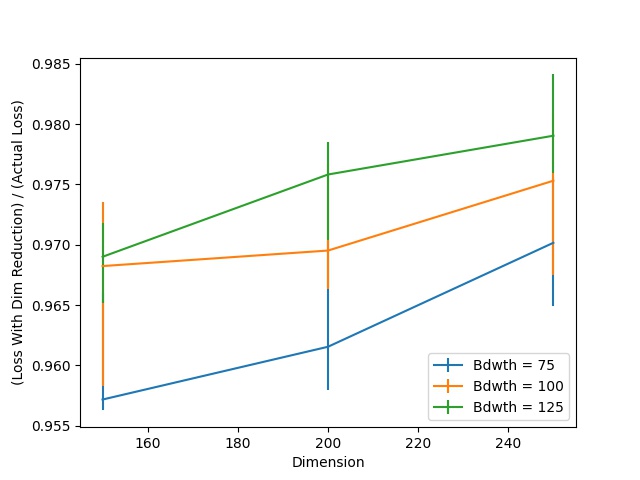 0.985
0.980
0.975
0.970
0.965
0.960
0.955
(Loss With Dim Reduction) / (Actual Loss)
160
180
200
220
240
Dimension
Bdwth = 75
Bdwth = 100
Bdwth = 125